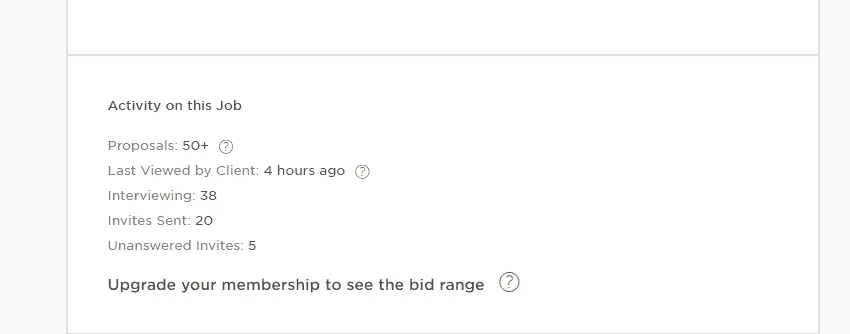 Activity on this Job
Proposals: 50+ ?
Last Viewed by Client: 4 hours ago ?
Interviewing: 38
Invites Sent: 20
Unanswered Invites: 5
Upgrade your membership to see the bid range ?